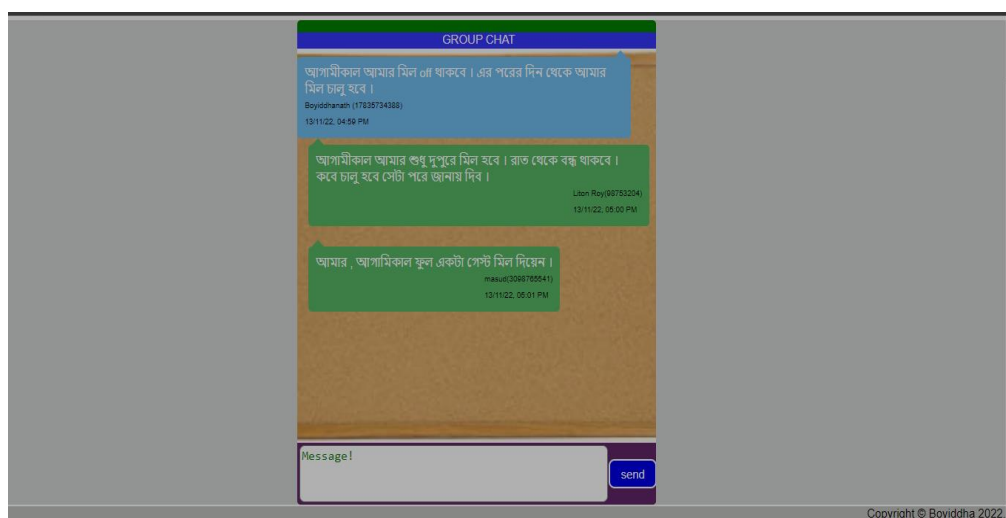 GROUP CHAT
আগামীকাল আমার মিল off থাকবে । এর পরের দিন থেকে আমার
মিল চালু হবে ।
Boyiddhanath (17835734388)
13/11/22, 04:59 PM
আগামীকাল আমার শুধু দুপুরে মিল হবে । রাত থেকে বন্ধ থাকবে ।
কবে চালু হবে সেটা পরে জানায় দিব ।
Liton Roy(98753204)
13/11/22, 05:00 PM
আমার , আগামিকাল ফুল একটা গেস্ট মিল দিয়েন ।
masud(3098765541)
13/11/22, 05:01 PM
Message!
send
Copyright © Boyiddha 2022